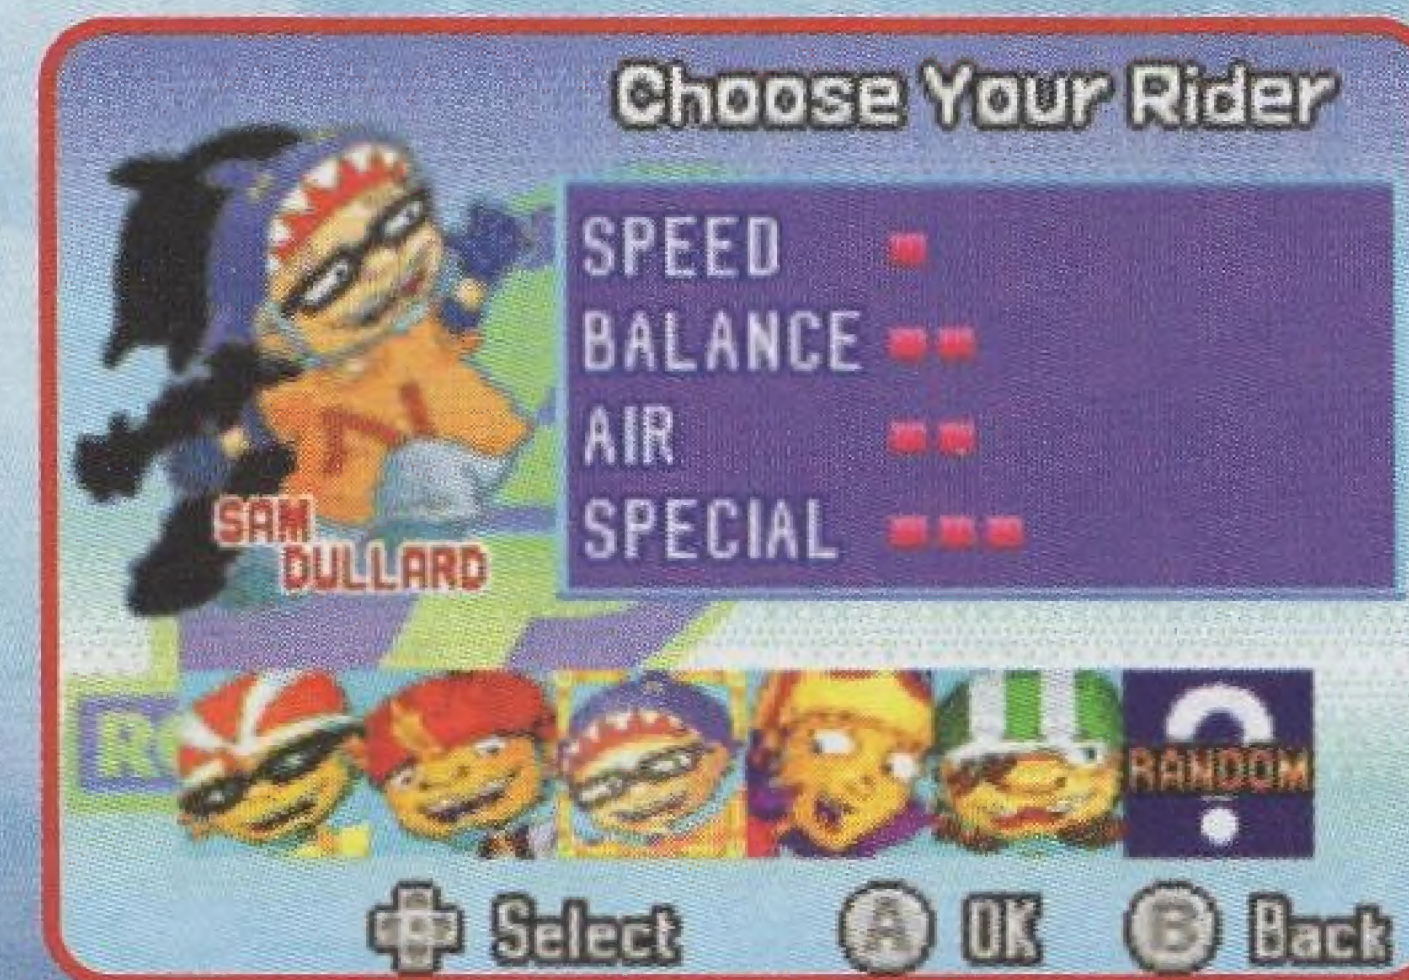 Choose Your Rider
SPEED
BALANCE
AIR
SPECIAL
SAM
DULLARD
R
RANDOM
Select
A OK
B Back